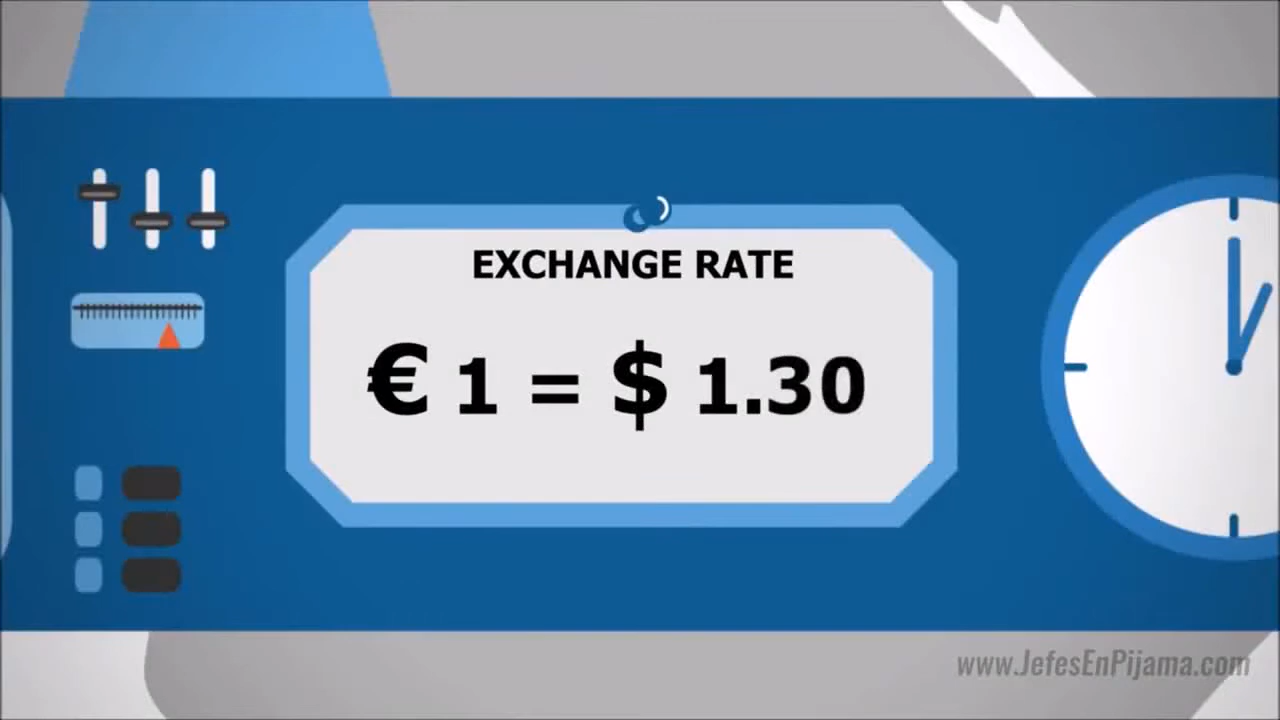 EXCHANGE RATE
€ 1 = $ 1.30
www.JefesEnPijama.com